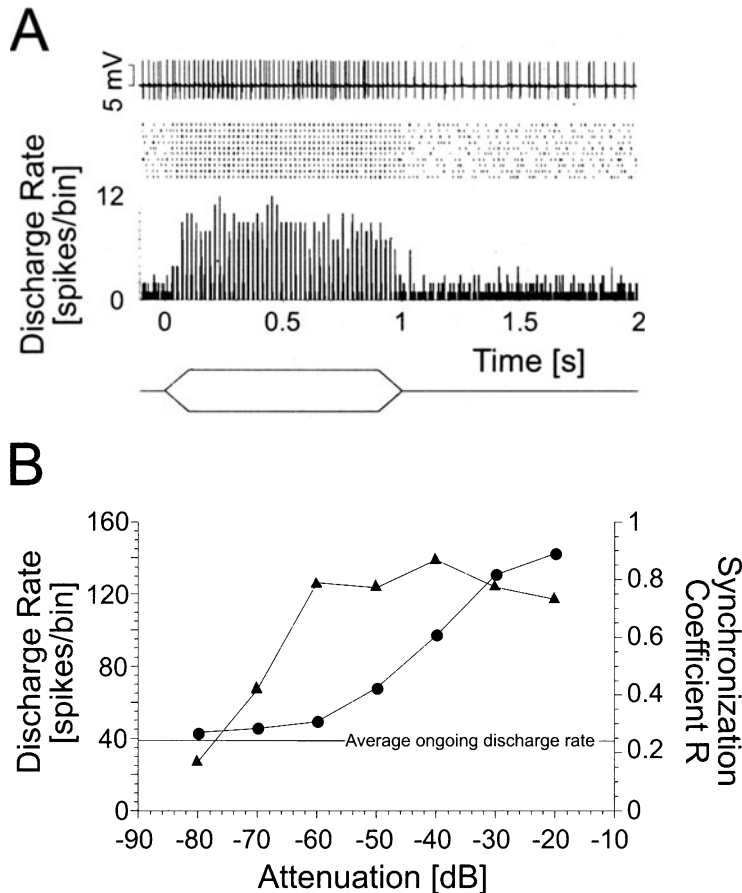 A
5 mV
Discharge Rate
[spikes/bin]
12
0
0 0.5 1 1.5 2
Time [s]
B
Discharge Rate
[spikes/bin]
160
120
80
40
0
Average ongoing discharge rate
1
0.8
0.6
0.4
0.2
0
Synchronization
Coefficient R
-90 -80 -70 -60 -50 -40 -30 -20 -10
Attenuation [dB]